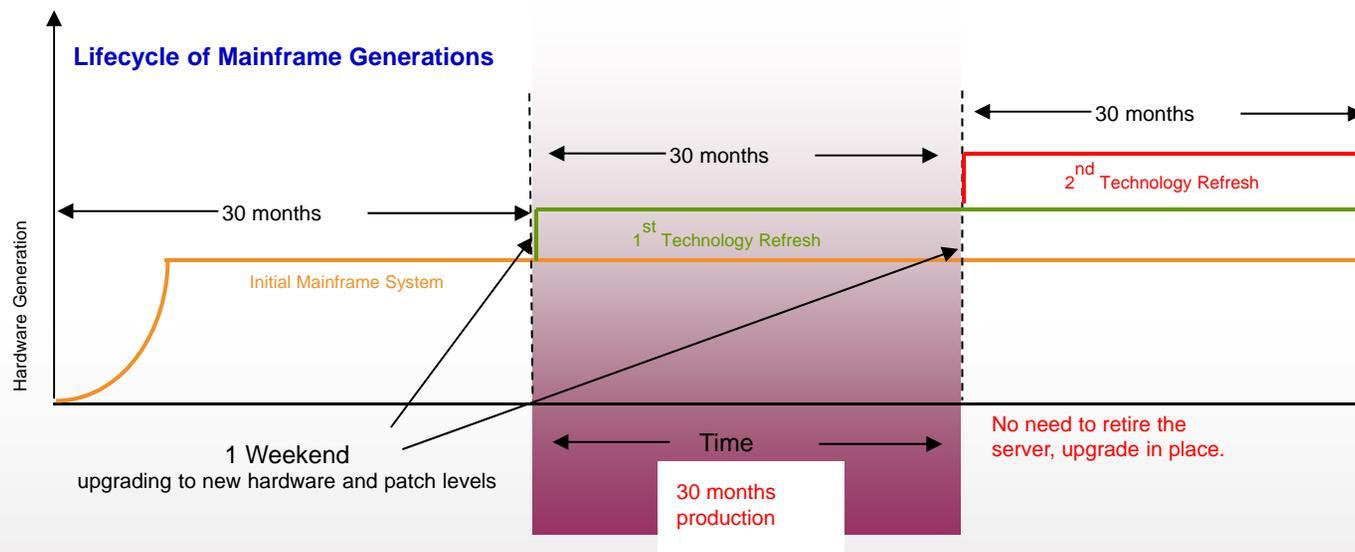 Lifecycle of Mainframe Generations
30 months
30 months
30 months
2nd Technology Refresh
1st Technology Refresh
Initial Mainframe System
Hardware Generation
1 Weekend
upgrading to new hardware and patch levels
Time
30 months
production
No need to retire the
server, upgrade in place.